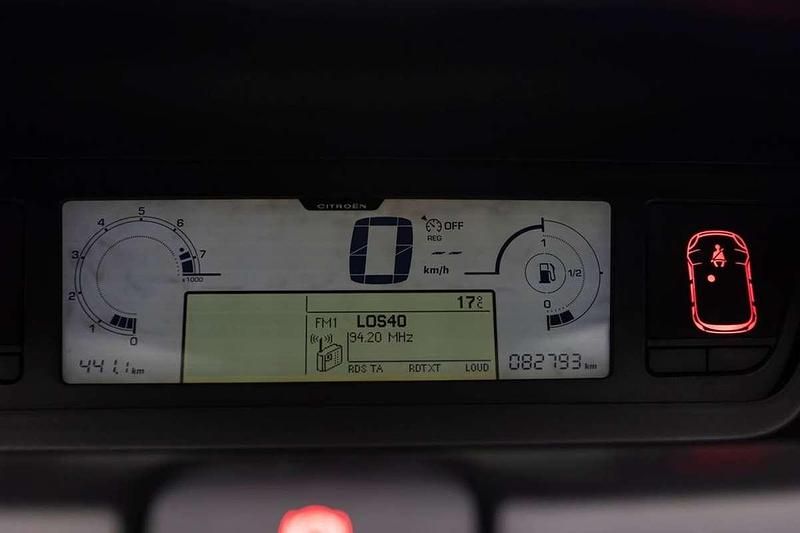 CITROËN
4 5 6
3 7
x1000
2
1
0
441.1 km
0
OFF
REG
--
km/h
1
1/2
0
17°C
FM1 LOS40
94.20 MHz
RDS TA RDTXT LOUD
082793 km